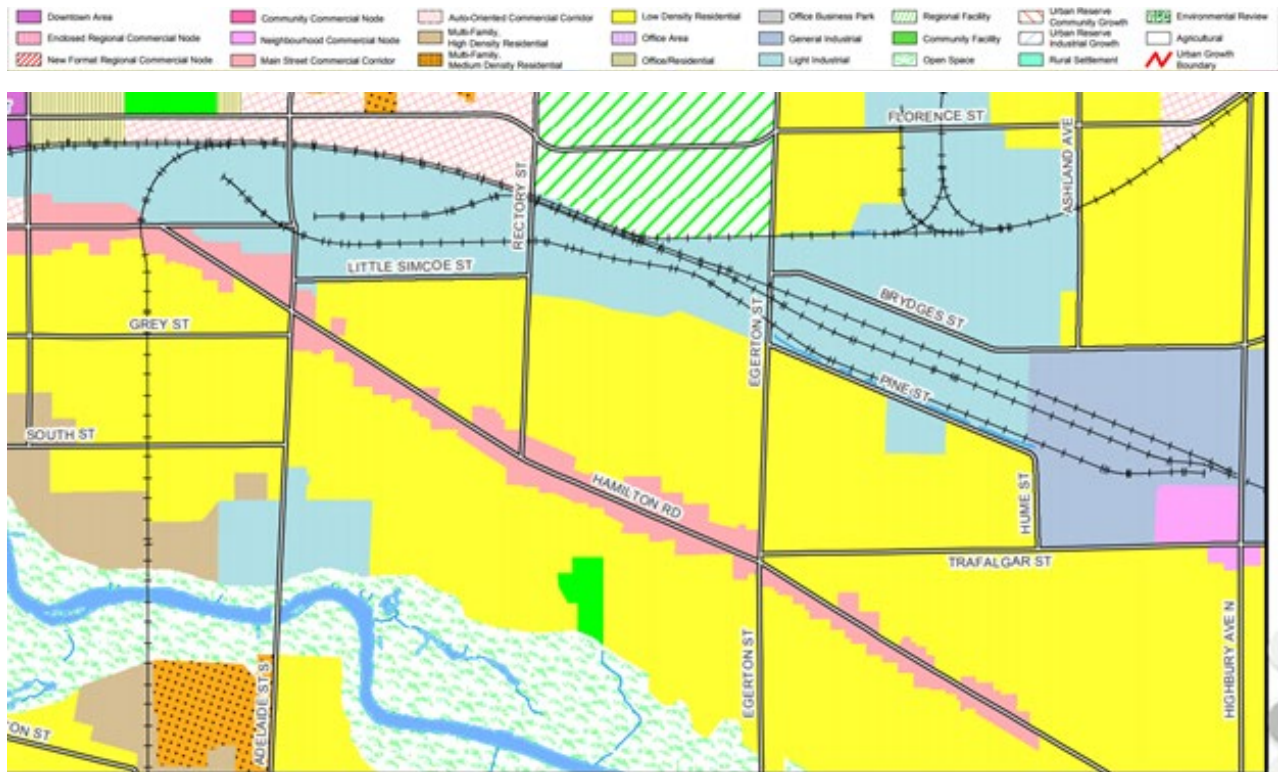 Downtown Area
Enclosed Regional Commercial Node
New Format Regional Commercial Node
Community Commercial Node
Neighbourhood Commercial Node
Main Street Commercial Corridor
Auto-Oriented Commercial Corridor
Multi-Family,
High Density Residential
Multi-Family,
Medium Density Residential
Low Density Residential
Office Area
Office/Residential
Office Business Park
General Industrial
Light Industrial
Regional Facility
Community Facility
Open Space
Urban Reserve
Community Growth
Urban Reserve
Industrial Growth
Rural Settlement
Environmental Review
Agricultural
Urban Growth
Boundary
FLORENCE ST
ASHLAND AVE
RECTORY ST
LITTLE SIMCOE ST
BRYDGES ST
GREY ST
EGERTON ST
PINE ST
SOUTH ST
HAMILTON RD
HUME ST
TRAFALGAR ST
ADELAIDE ST S
EGERTON ST
HIGHBURY AVE N
ON ST